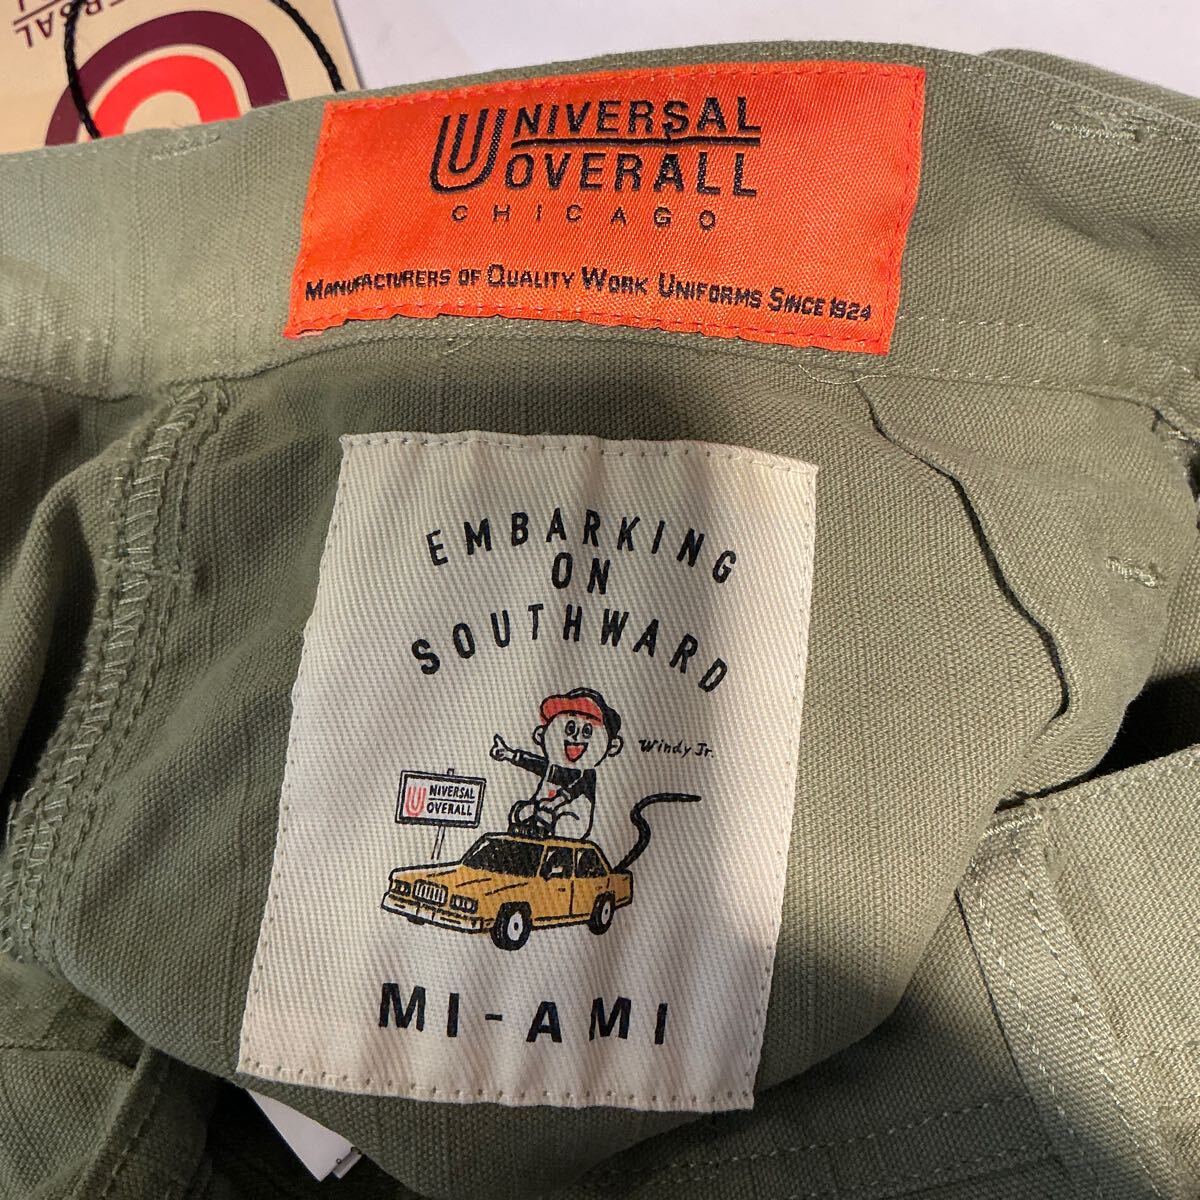 UNIVERSAL
OVERALL
CHICAGO
MANUFACTURERS OF QUALITY WORK UNIFORMS SINCE 1924
EMBARKING
ON
SOUTHWARD
Windy Jr.
UNIVERSAL
OVERALL
MI-AMI